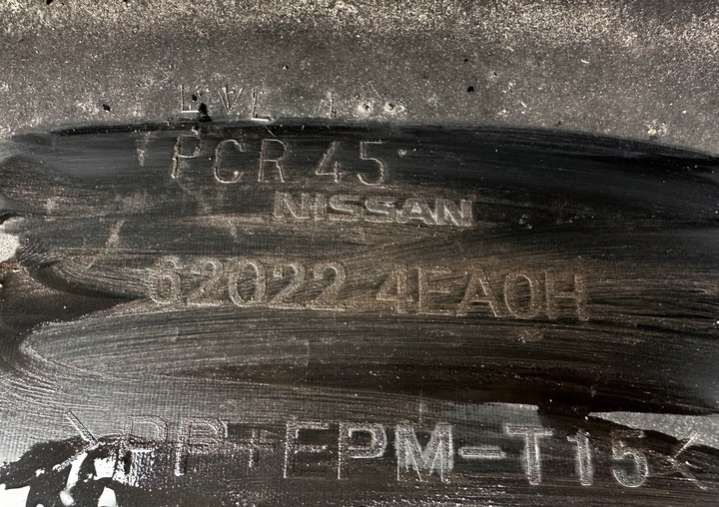 PCR 45
NISSAN
62022 4EA0H
>PP+EPM-T15<